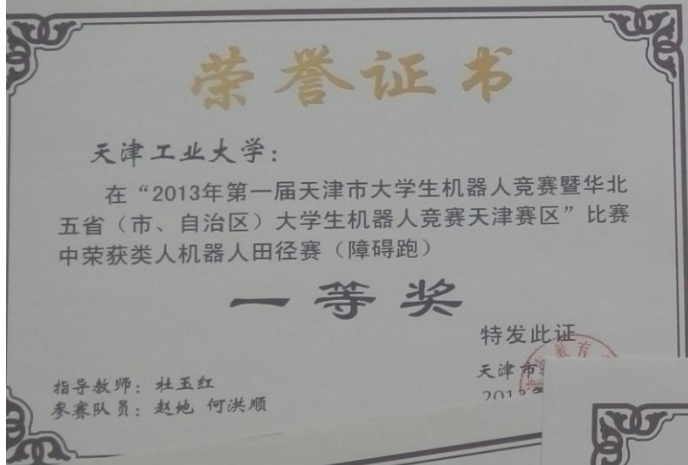 荣誉证书
天津工业大学：
在“2013年第一届天津市大学生机器人竞赛暨华北
五省（市、自治区）大学生机器人竞赛天津赛区”比赛
中荣获类人机器人田径赛（障碍跑）
一等奖
特发此证
天津市
指导教师：杜玉红
参赛队员：赵地 何洪顺